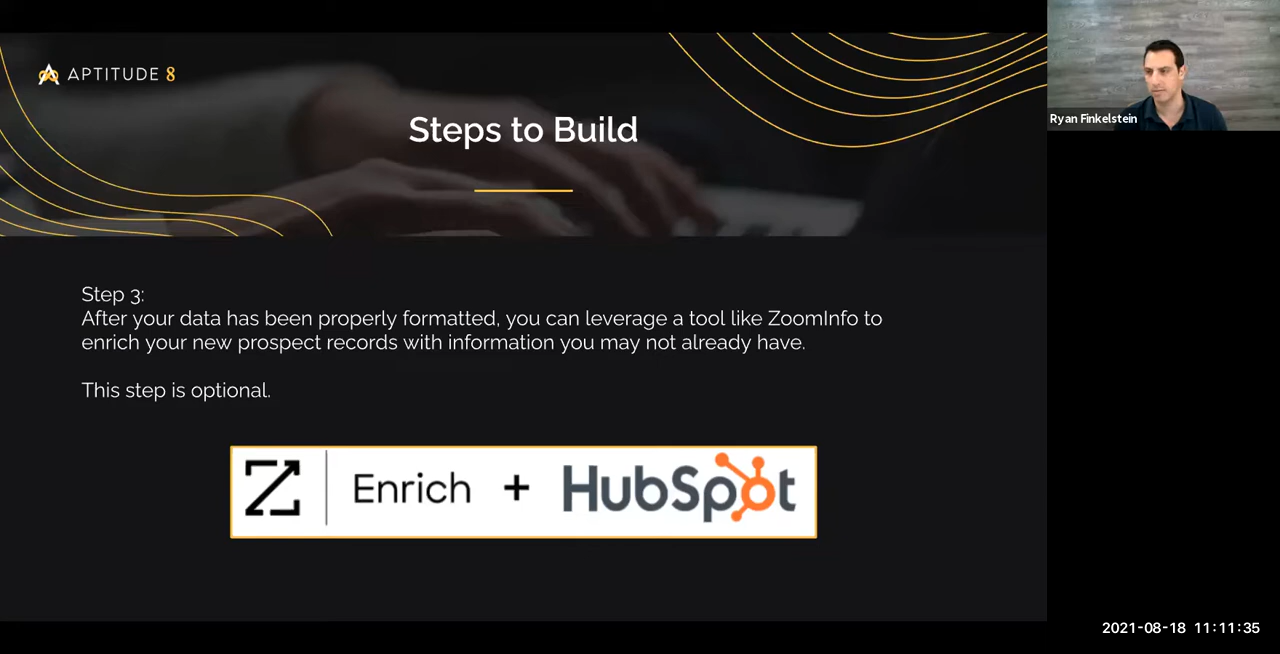 APTITUDE 8
Steps to Build
Ryan Finkelstein
Step 3:
After your data has been properly formatted, you can leverage a tool like ZoomInfo to
enrich your new prospect records with information you may not already have.
This step is optional.
Z Enrich + HubSpot
2021-08-18 11:11:35